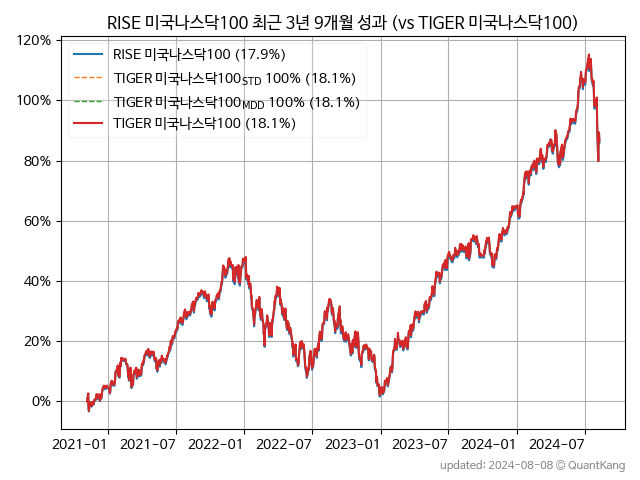 RISE 미국나스닥100 최근 3년 9개월 성과 (vs TIGER 미국나스닥100)
120%
100%
80%
60%
40%
20%
0%
RISE 미국나스닥100 (17.9%)
TIGER 미국나스닥100STD 100% (18.1%)
TIGER 미국나스닥100MDD 100% (18.1%)
TIGER 미국나스닥100 (18.1%)
2021-01 2021-07 2022-01 2022-07 2023-01 2023-07 2024-01 2024-07
updated: 2024-08-08 © QuantKang